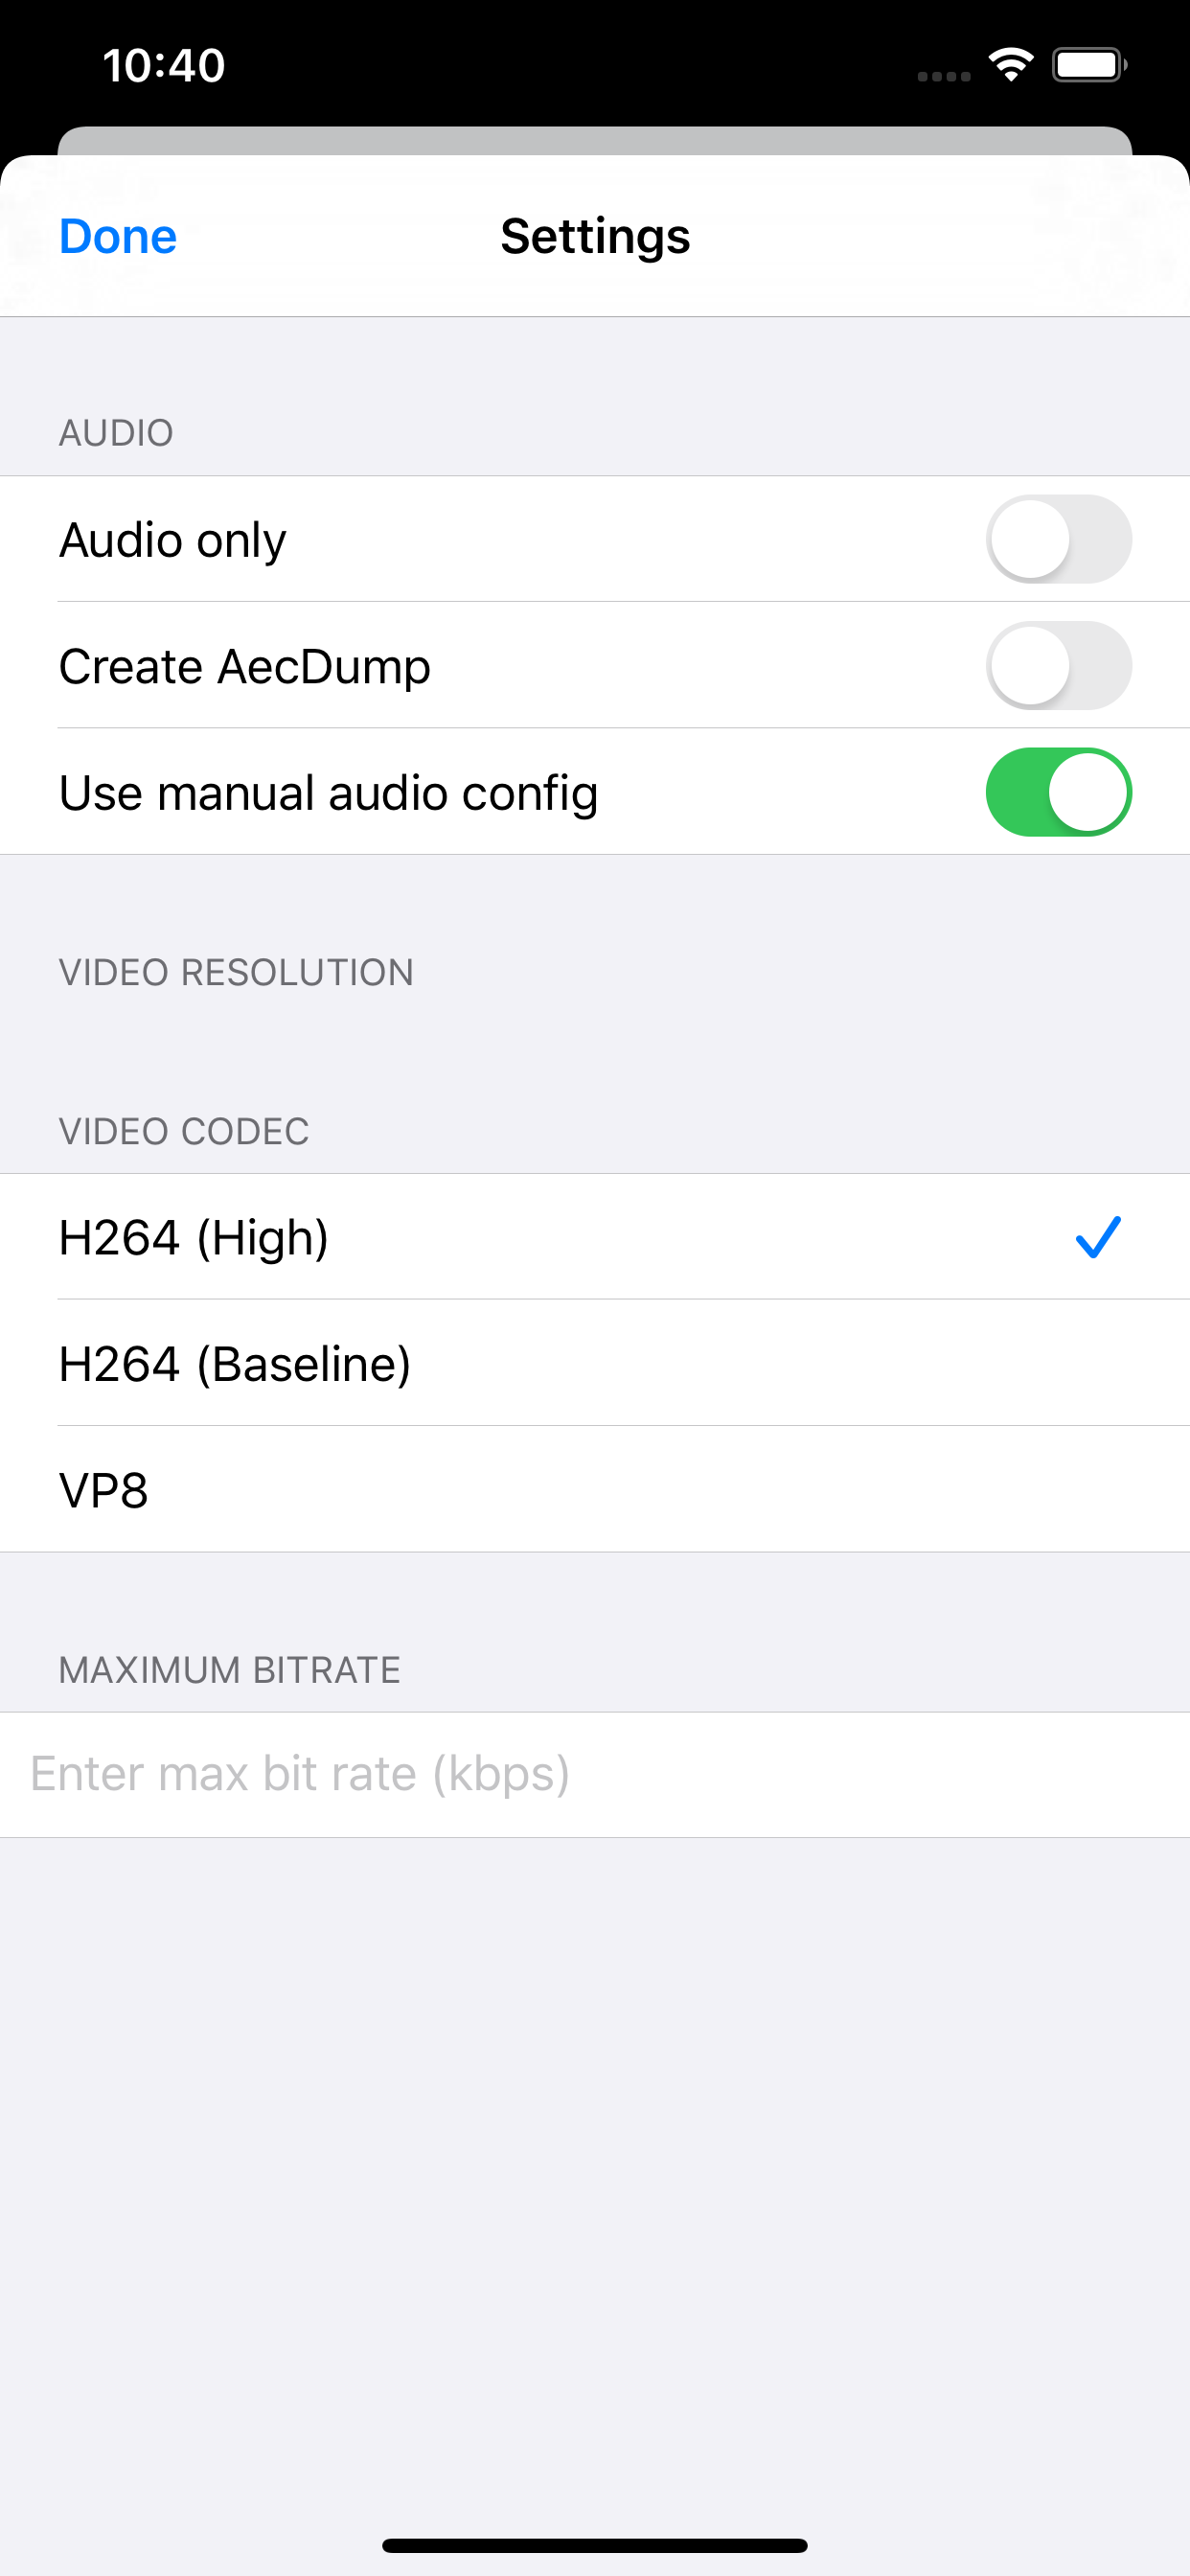 10:40
Done
Settings
AUDIO
Audio only
Create AecDump
Use manual audio config
VIDEO RESOLUTION
VIDEO CODEC
H264 (High)
H264 (Baseline)
VP8
MAXIMUM BITRATE
Enter max bit rate (kbps)